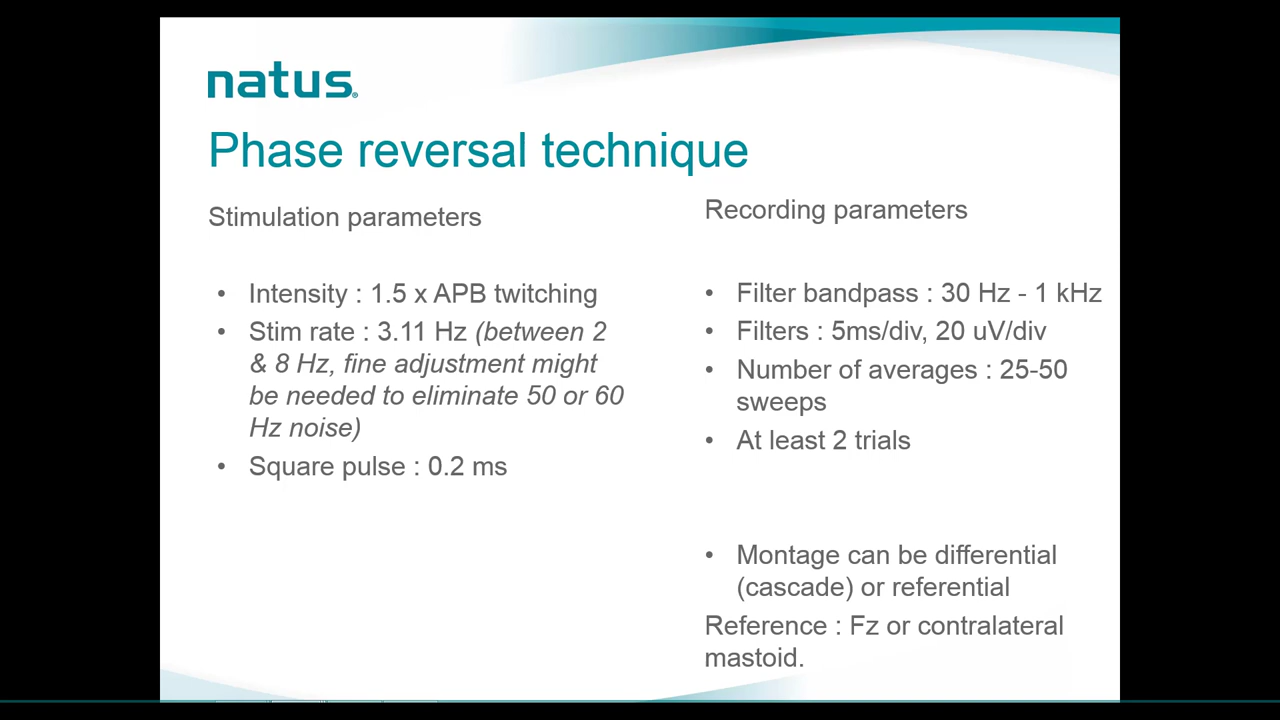 natus®
Phase reversal technique
Stimulation parameters
• Intensity : 1.5 x APB twitching
• Stim rate : 3.11 Hz (between 2
& 8 Hz, fine adjustment might
be needed to eliminate 50 or 60
Hz noise)
• Square pulse : 0.2 ms
Recording parameters
• Filter bandpass : 30 Hz - 1 kHz
• Filters : 5ms/div, 20 uV/div
• Number of averages : 25-50
sweeps
• At least 2 trials
• Montage can be differential
(cascade) or referential
Reference : Fz or contralateral
mastoid.